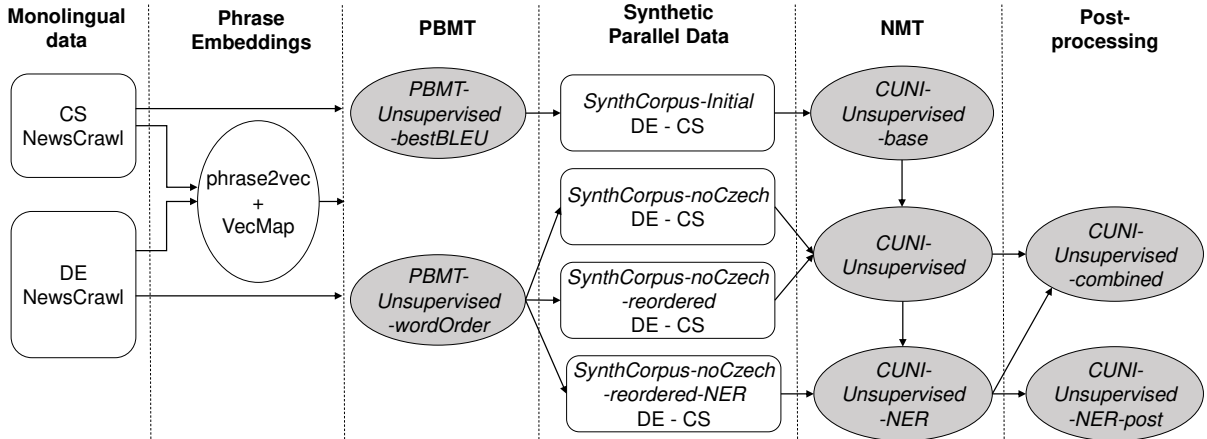 Monolingual
data
Phrase
Embeddings
PBMT
Synthetic
Parallel Data
NMT
Post-
processing
CS
NewsCrawl
DE
NewsCrawl
phrase2vec
+
VecMap
PBMT-
Unsupervised
-bestBLEU
PBMT-
Unsupervised
-wordOrder
SynthCorpus-Initial
DE - CS
SynthCorpus-noCzech
DE - CS
SynthCorpus-noCzech
-reordered
DE - CS
SynthCorpus-noCzech
-reordered-NER
DE - CS
CUNI-
Unsupervised
-base
CUNI-
Unsupervised
CUNI-
Unsupervised
-NER
CUNI-
Unsupervised
-combined
CUNI-
Unsupervised
-NER-post